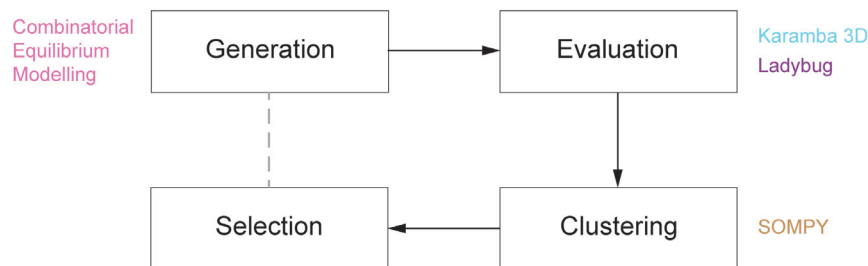 Combinatorial
Equilibrium
Modelling
Generation
Evaluation
Karamba 3D
Ladybug
Selection
Clustering
SOMPY